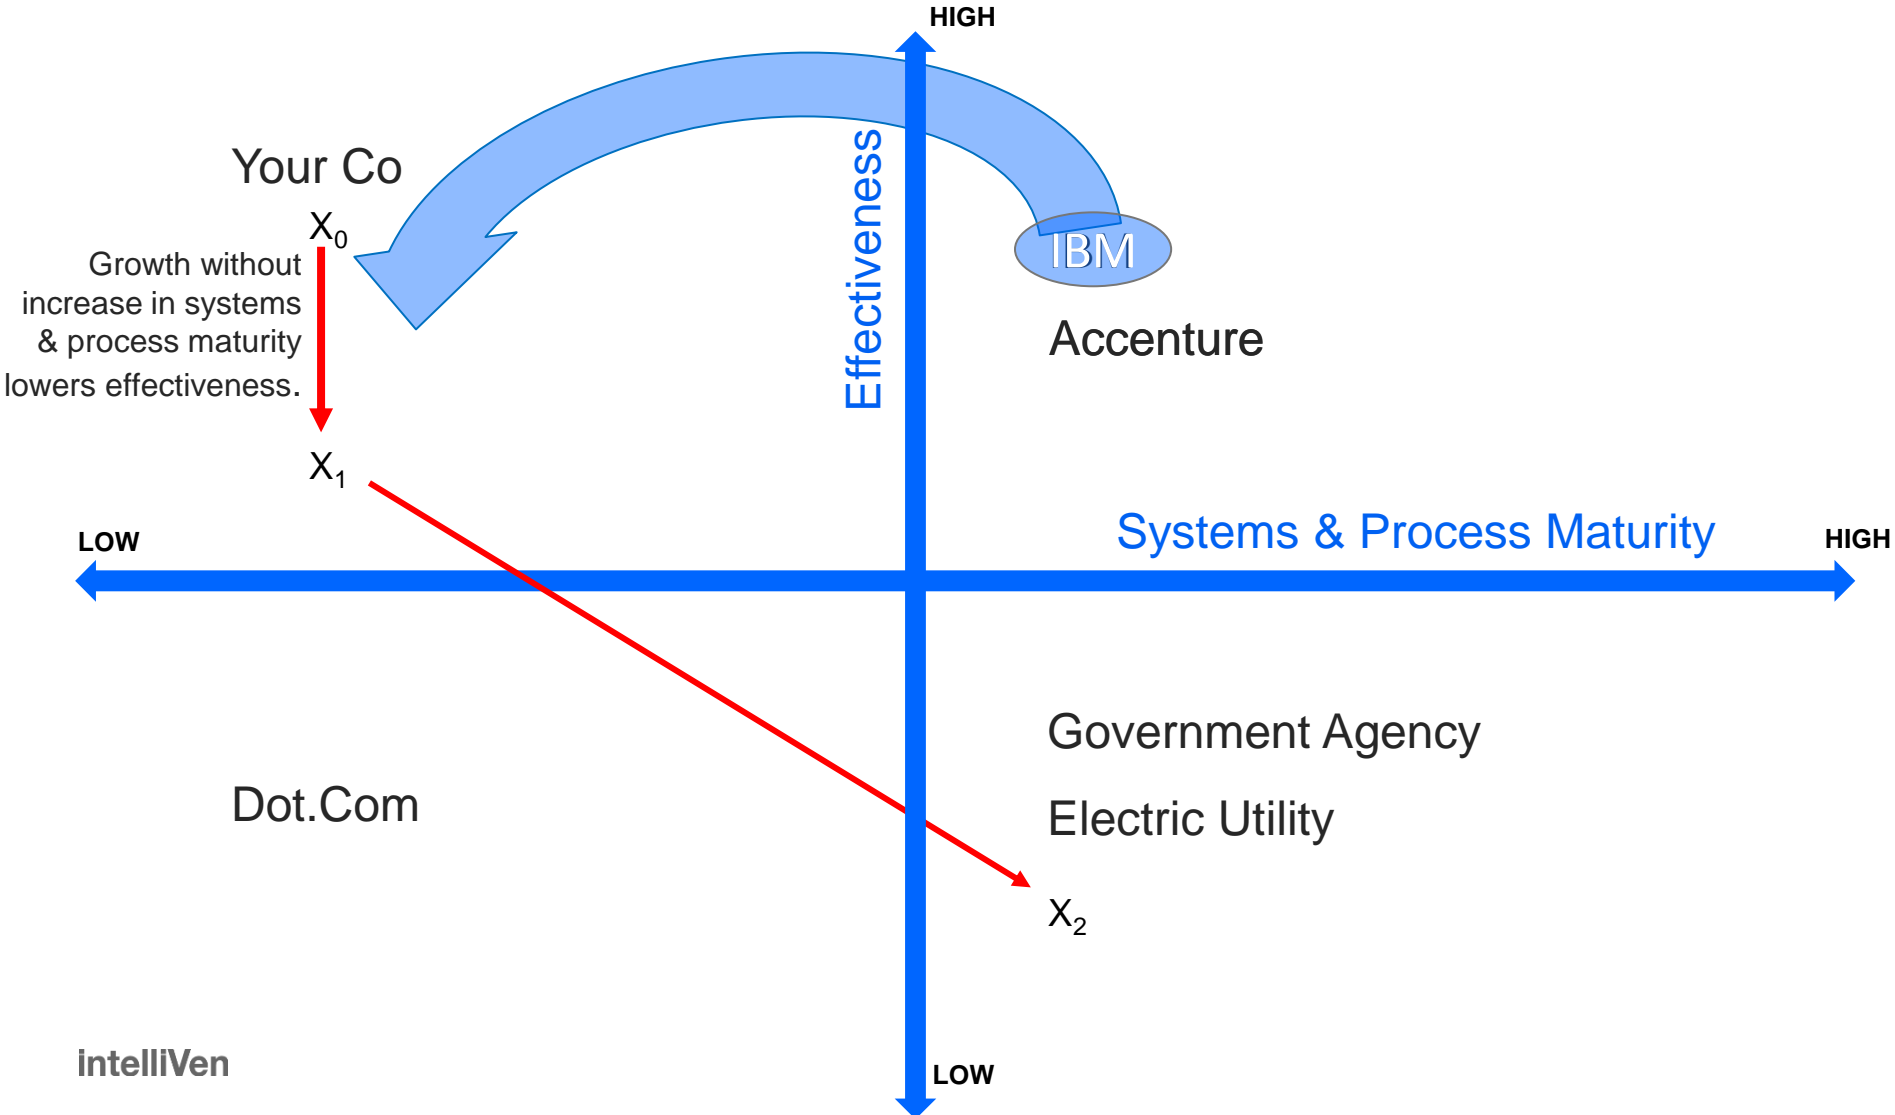 HIGH
Your Co
X₀
Growth without
increase in systems
& process maturity
lowers effectiveness.
X₁
Effectiveness
IBM
Accenture
LOW
Systems & Process Maturity
HIGH
Government Agency
Dot.Com
Electric Utility
X₂
intelliVen
LOW